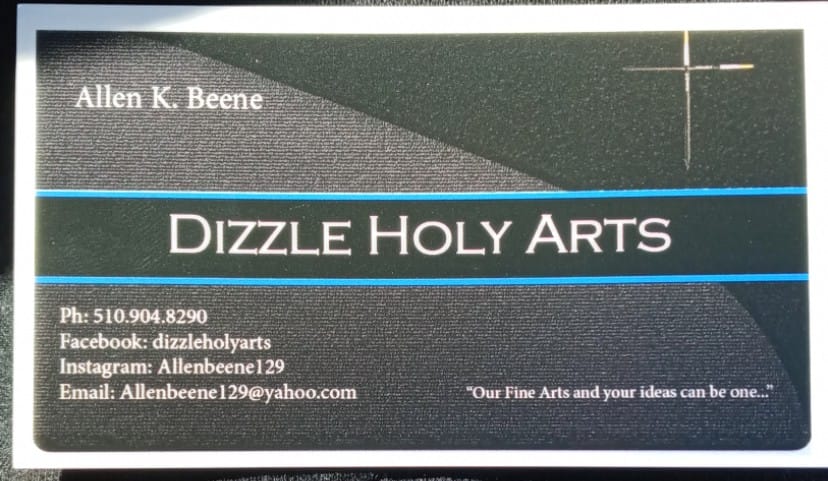 Allen K. Beene
DIZZLE HOLY ARTS
Ph: 510.904.8290
Facebook: dizzleholyarts
Instagram: Allenbeene129
Email: Allenbeene129@yahoo.com
“Our Fine Arts and your ideas can be one...”